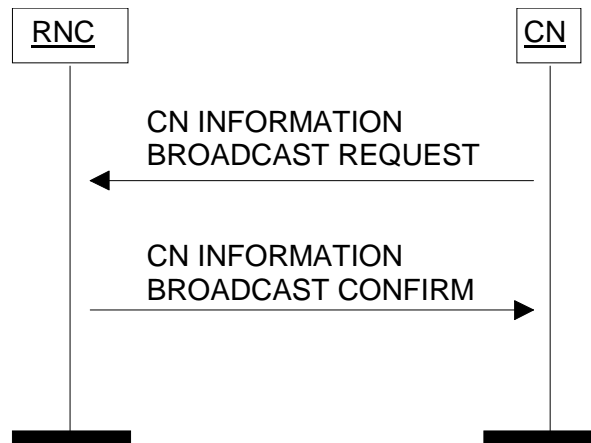 RNC
CN
CN INFORMATION
BROADCAST REQUEST
CN INFORMATION
BROADCAST CONFIRM